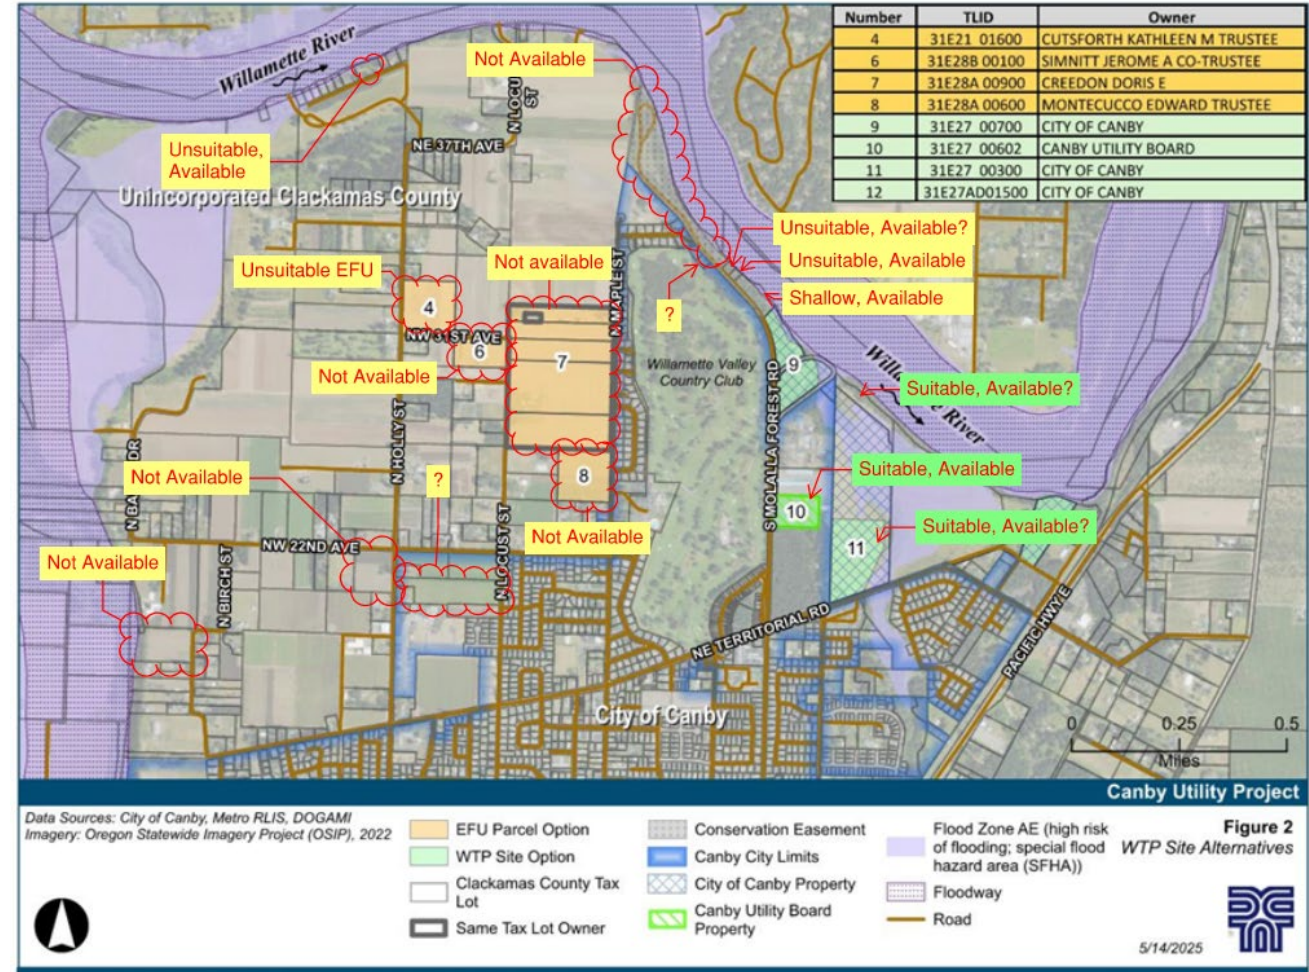 Number TLID Owner
4 31E21 01600 CUTSFORTH KATHLEEN M TRUSTEE
6 31E28B 00100 SIMNITT JEROME A CO-TRUSTEE
7 31E28A 00900 CREEDON DORIS E
8 31E28A 00600 MONTECUCCO EDWARD TRUSTEE
9 31E27 00700 CITY OF CANBY
10 31E27 00602 CANBY UTILITY BOARD
11 31E27 00300 CITY OF CANBY
12 31E27AD01500 CITY OF CANBY
Willamette River
Not Available
N LOCU
ST
NE 37TH AVE
Unsuitable,
Available
Unincorporated Clackamas County
Unsuitable, Available?
Unsuitable, Available
Shallow, Available
?
Unsuitable EFU
Not available
N MAPLE ST
4
NW 31ST AVE
6
7
Not Available
Willamette Valley
Country Club
9
S MOLALLA FOREST RD
Willa
e River
Suitable, Available?
N HOLLY ST
N BA
DR
Not Available
?
8
Suitable, Available
10
Suitable, Available?
11
Not Available
N LOCUST ST
NW 22ND AVE
Not Available
N BIRCH ST
NE TERRITORIAL RD
PACIFIC HWY E
City of Canby
0 0.25 0.5
Miles
Canby Utility Project
Data Sources: City of Canby, Metro RLIS, DOGAMI
Imagery: Oregon Statewide Imagery Project (OSIP), 2022
EFU Parcel Option
WTP Site Option
Clackamas County Tax
Lot
Same Tax Lot Owner
Conservation Easement
Canby City Limits
City of Canby Property
Canby Utility Board
Property
Flood Zone AE (high risk
of flooding; special flood
hazard area (SFHA))
Floodway
Road
Figure 2
WTP Site Alternatives
5/14/2025